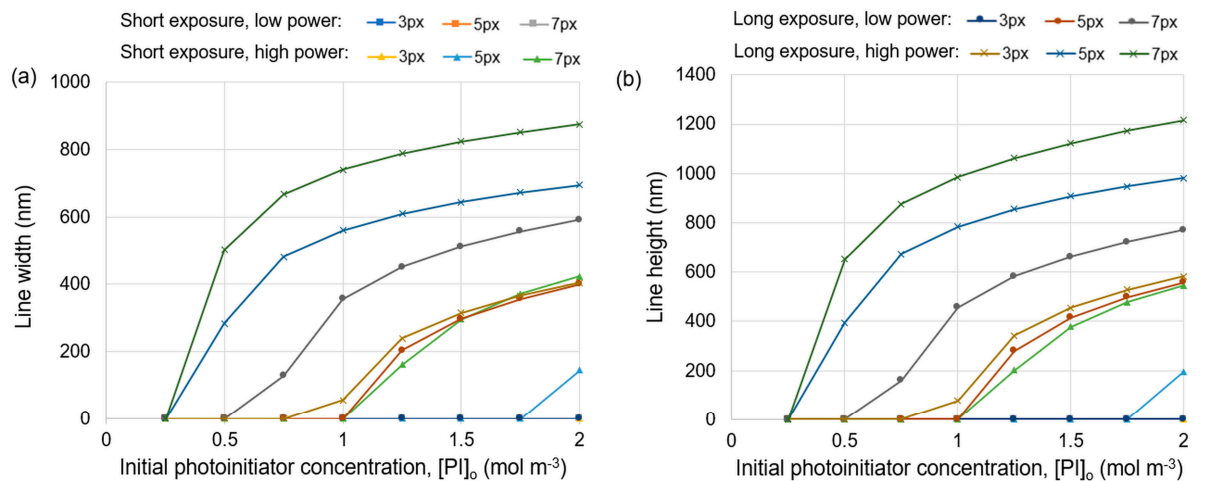 Short exposure, low power: 3px 5px 7px
Short exposure, high power: 3px 5px 7px
Long exposure, low power: 3px 5px 7px
Long exposure, high power: 3px 5px 7px
(a)
1000
800
600
400
200
0
Line width (nm)
0 0.5 1 1.5 2
Initial photoinitiator concentration, [PI]o (mol m-3)
(b)
1400
1200
1000
800
600
400
200
0
Line height (nm)
0 0.5 1 1.5 2
Initial photoinitiator concentration, [PI]o (mol m-3)